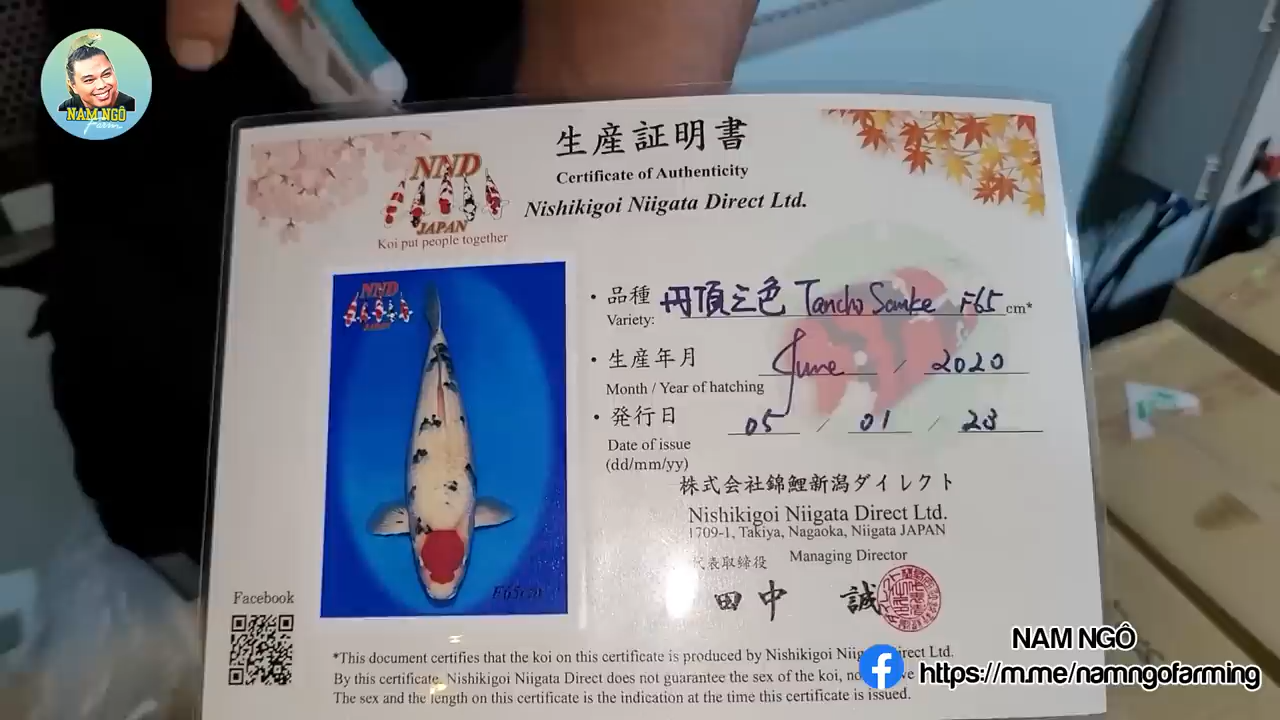 NAM NGÔ
Farm
生産証明書
Certificate of Authenticity
Nishikigoi Niigata Direct Ltd.
NND
JAPAN
Koi put people together
NND
JAPAN
F65cm
・品種 丹頂三色 Tancho Sanke F65 cm*
Variety:
・生産年月 June / 2020
Month / Year of hatching
・発行日 05 / 01 / 23
Date of issue
(dd/mm/yy)
株式会社錦鯉新潟ダイレクト
Nishikigoi Niigata Direct Ltd.
1709-1, Takiya, Nagaoka, Niigata JAPAN
代表取締役 Managing Director
田中 誠
Facebook
*This document certifies that the koi on this certificate is produced by Nishikigoi Niigata Direct Ltd.
By this certificate, Nishikigoi Niigata Direct does not guarantee the sex of the koi,
The sex and the length on this certificate is the indication at the time this certificate is issued.
NAM NGÔ
https://m.me/namngofarming